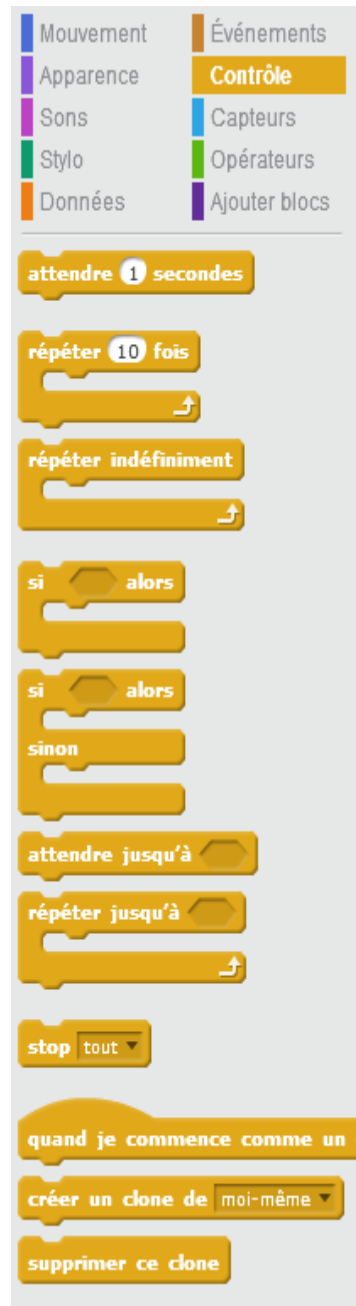 Mouvement
Événements
Apparence
Contrôle
Sons
Capteurs
Stylo
Opérateurs
Données
Ajouter blocs
attendre 1 secondes
répéter 10 fois
répéter indéfiniment
si alors
si alors
sinon
attendre jusqu'à
répéter jusqu'à
stop tout
quand je commence comme un
créer un clone de moi-même
supprimer ce clone